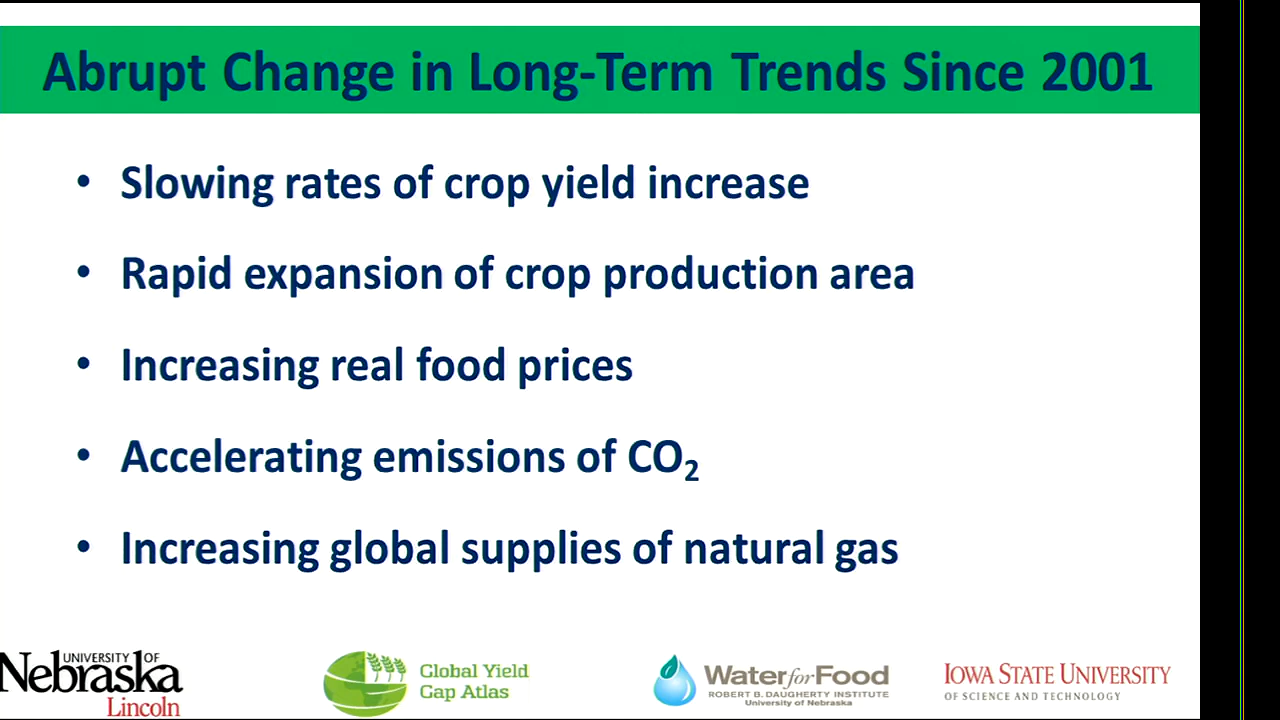 Abrupt Change in Long-Term Trends Since 2001
• Slowing rates of crop yield increase
• Rapid expansion of crop production area
• Increasing real food prices
• Accelerating emissions of CO₂
• Increasing global supplies of natural gas
UNIVERSITY OF
Nebraska
Lincoln
Global Yield
Gap Atlas
Water for Food
ROBERT B. DAUGHERTY INSTITUTE
University of Nebraska
IOWA STATE UNIVERSITY
OF SCIENCE AND TECHNOLOGY